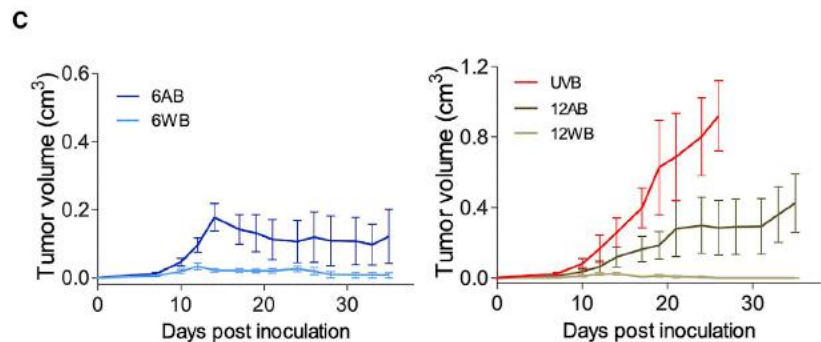 C
0.6
0.4
0.2
0.0
Tumor volume (cm³)
6AB
6WB
0
10
20
30
Days post inoculation
1.2
0.8
0.4
0.0
Tumor volume (cm³)
UVB
12AB
12WB
0
10
20
30
Days post inoculation